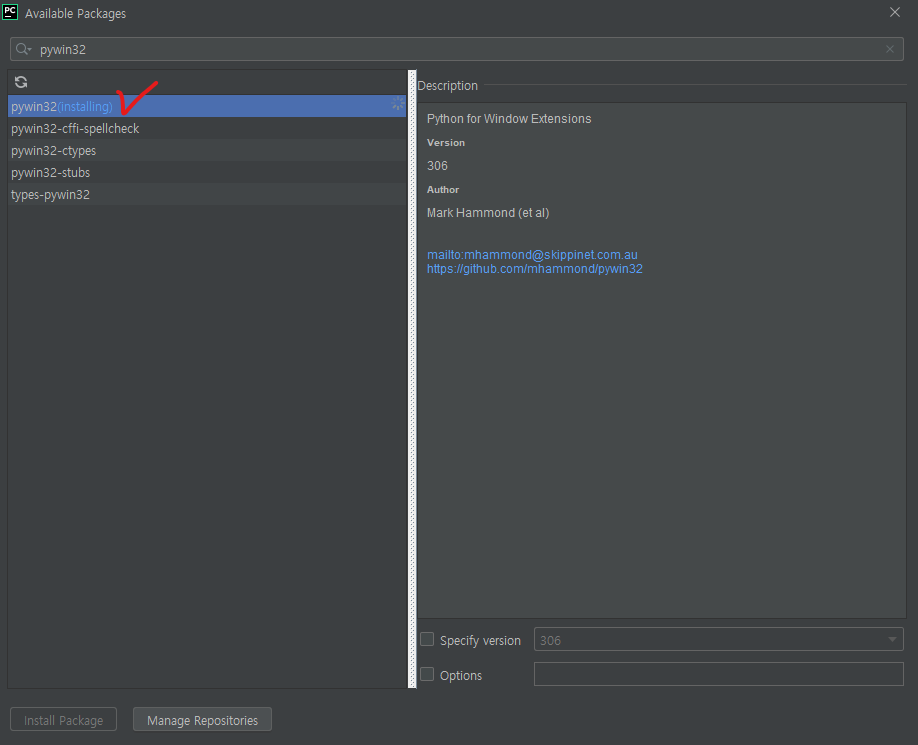 PC
Available Packages
pywin32
pywin32(installing)
pywin32-cffi-spellcheck
pywin32-ctypes
pywin32-stubs
types-pywin32
Description
Python for Window Extensions
Version
306
Author
Mark Hammond (et al)
mailto:mhammond@skippinet.com.au
https://github.com/mhammond/pywin32
Specify version
306
Options
Install Package
Manage Repositories